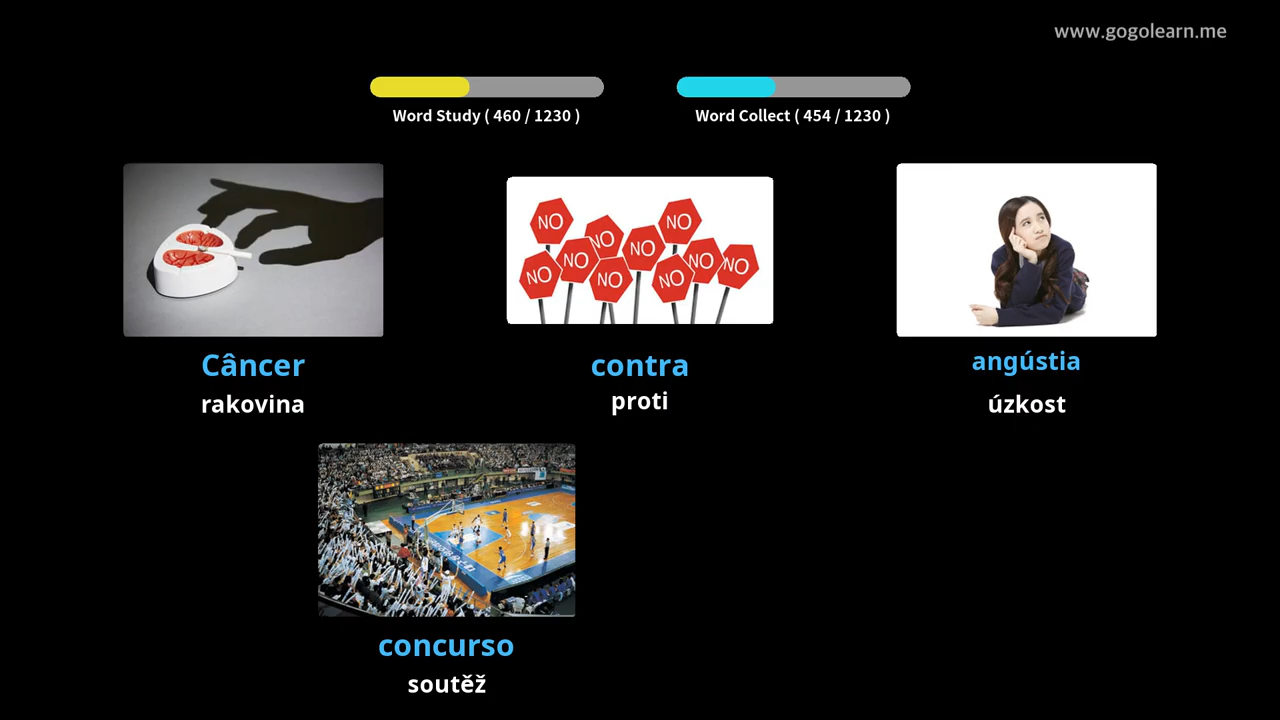 www.gogolearn.me
Word Study ( 460 / 1230 )
Word Collect ( 454 / 1230 )
NO NO NO NO NO NO NO NO NO NO
Câncer
contra
angústia
rakovina
proti
úzkost
concurso
soutěž